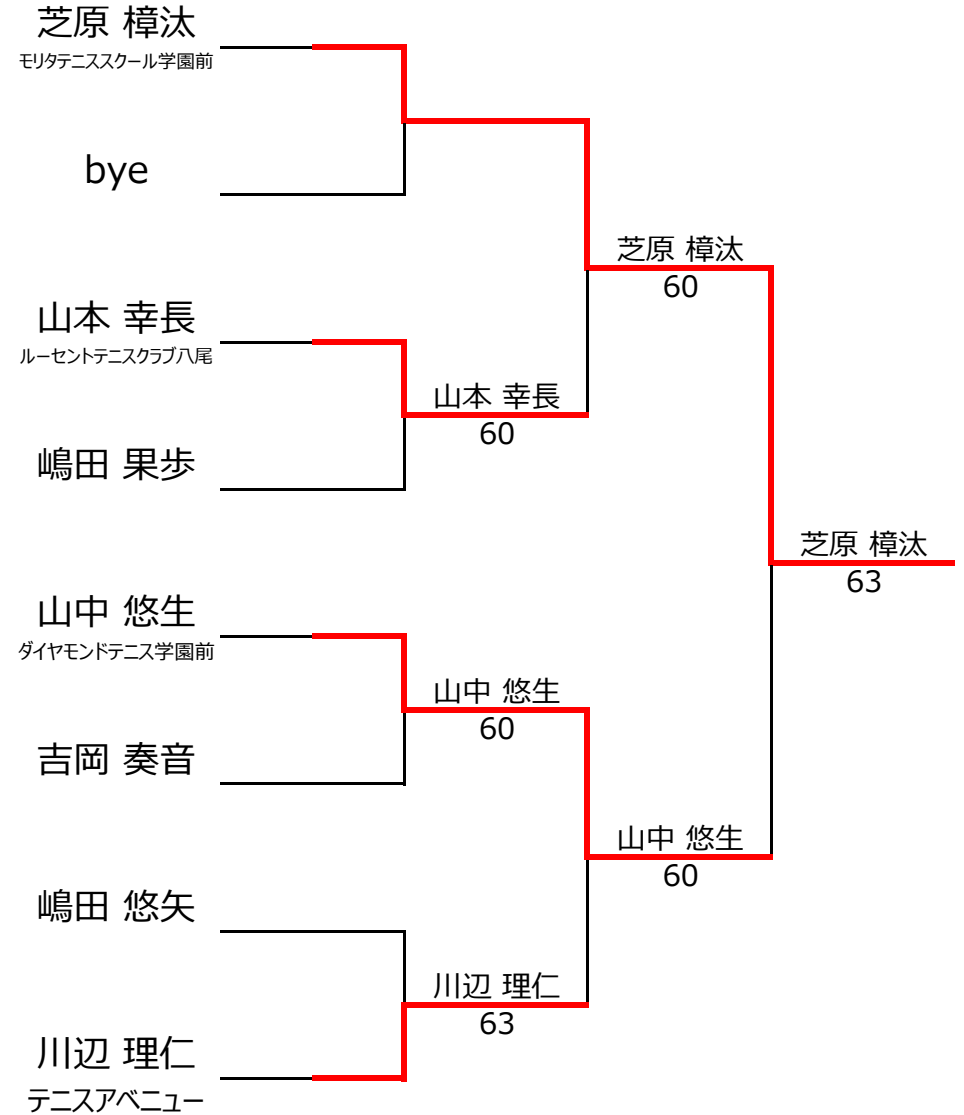 芝原 樟汰
モリタテニススクール学園前
bye
山本 幸長
ルーセントテニスクラブ八尾
嶋田 果歩
山中 悠生
ダイヤモンドテニス学園前
吉岡 奏音
嶋田 悠矢
川辺 理仁
テニスアベニュー
山本 幸長
60
山中 悠生
60
川辺 理仁
63
芝原 樟汰
60
山中 悠生
60
芝原 樟汰
63